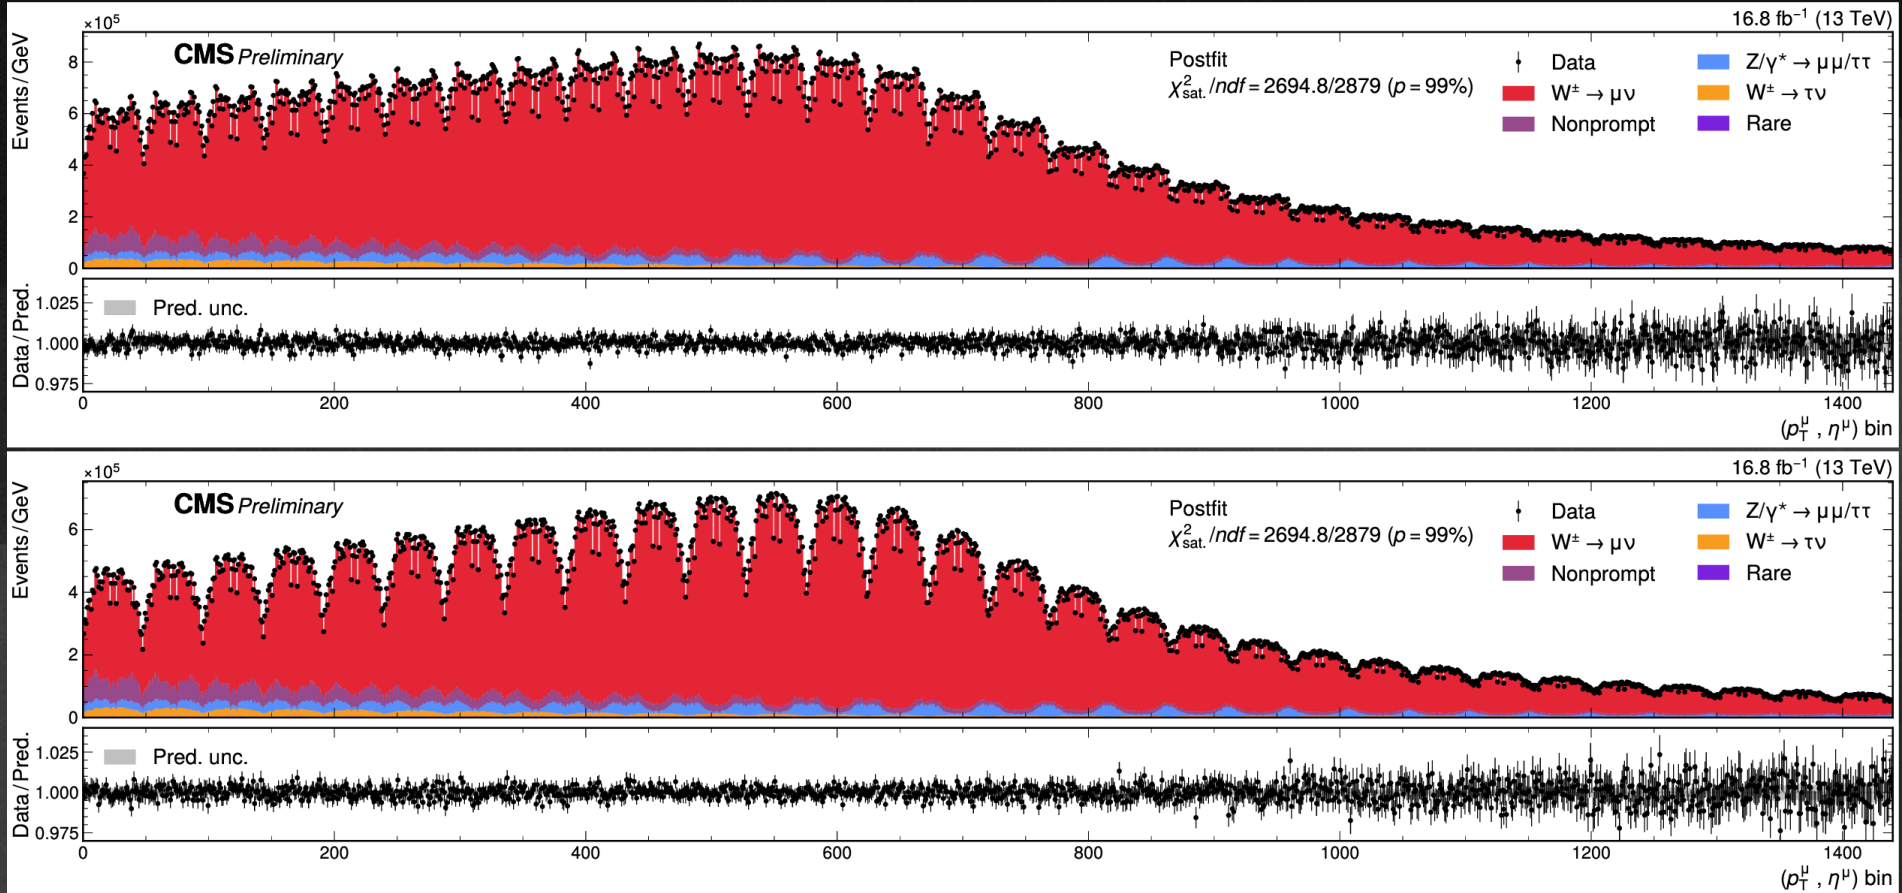 ×10⁵
16.8 fb⁻¹ (13 TeV)
CMS Preliminary
Postfit
χ²sat./ndf = 2694.8/2879 (p = 99%)
Data
Z/γ* → μμ/ττ
W± → μν
W± → τν
Nonprompt
Rare
Events / GeV
8
6
4
2
0
Pred. unc.
Data / Pred.
1.025
1.000
0.975
0 200 400 600 800 1000 1200 1400
(pTμ , ημ) bin
×10⁵
16.8 fb⁻¹ (13 TeV)
CMS Preliminary
Postfit
χ²sat./ndf = 2694.8/2879 (p = 99%)
Data
Z/γ* → μμ/ττ
W± → μν
W± → τν
Nonprompt
Rare
Events / GeV
6
4
2
0
Pred. unc.
Data / Pred.
1.025
1.000
0.975
0 200 400 600 800 1000 1200 1400
(pTμ , ημ) bin